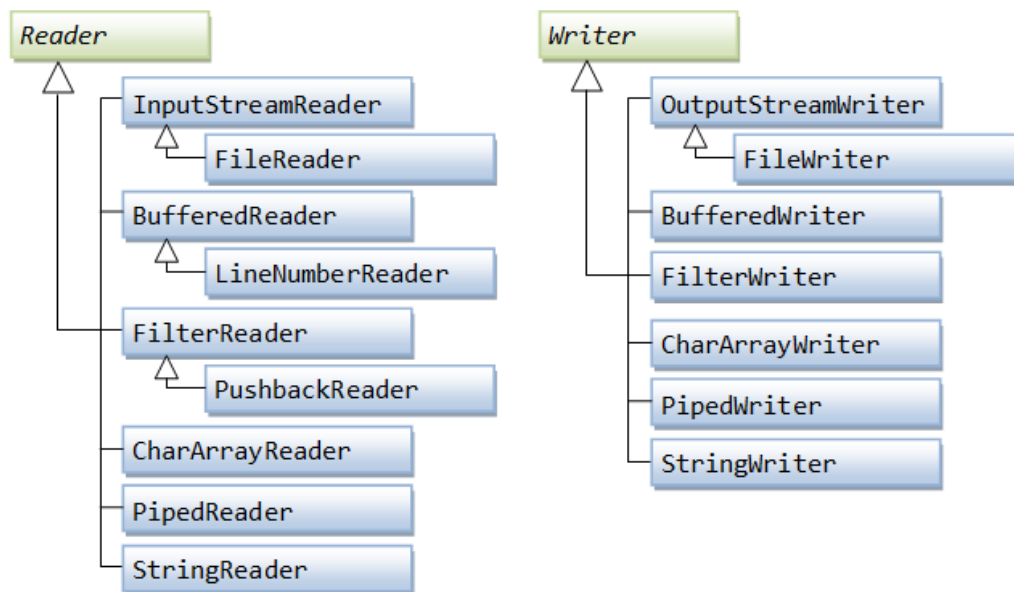 Reader
InputStreamReader
FileReader
BufferedReader
LineNumberReader
FilterReader
PushbackReader
CharArrayReader
PipedReader
StringReader
Writer
OutputStreamWriter
FileWriter
BufferedWriter
FilterWriter
CharArrayWriter
PipedWriter
StringWriter